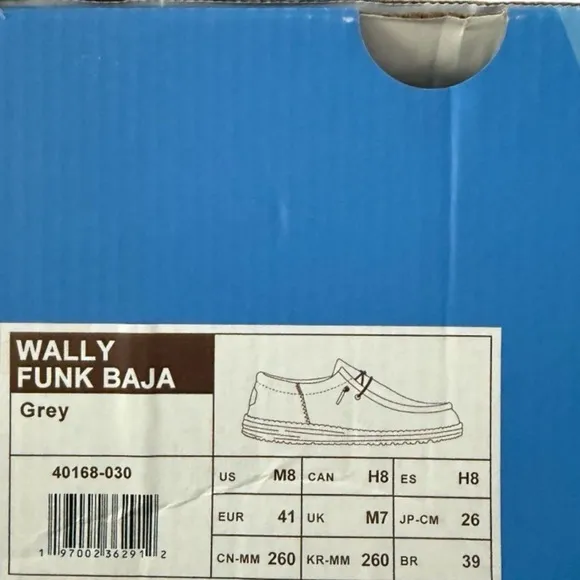 WALLY
FUNK BAJA
Grey
40168-030
1 97002 36291 2
US M8 CAN H8 ES H8
EUR 41 UK M7 JP-CM 26
CN-MM 260 KR-MM 260 BR 39